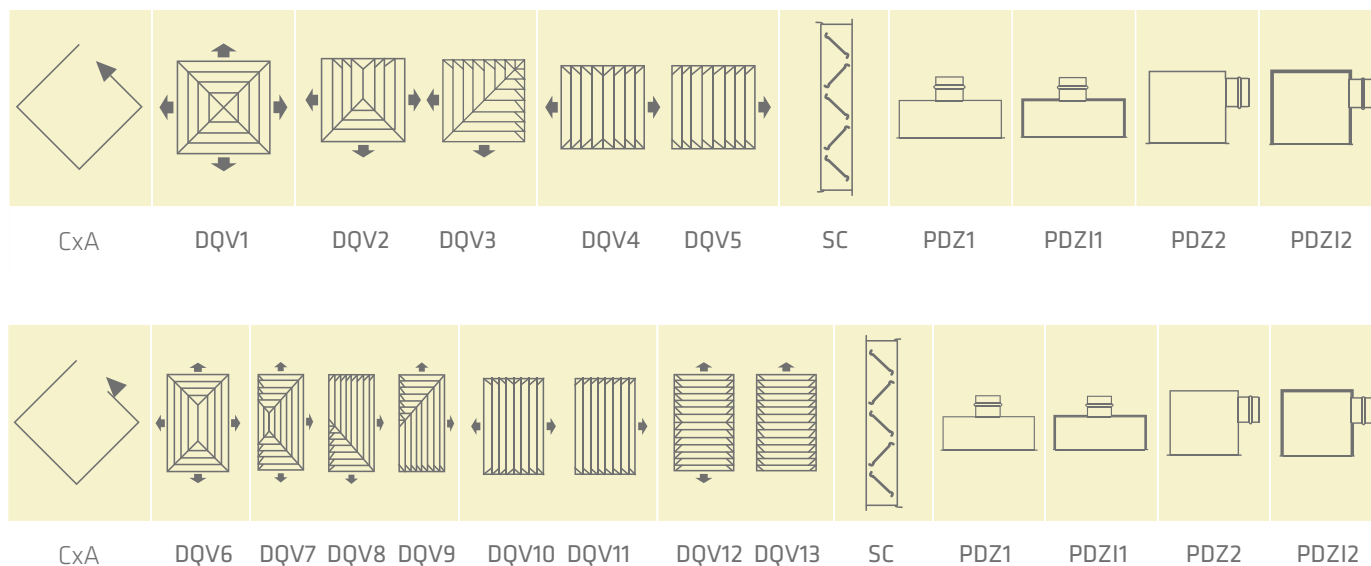 CxA DQV1 DQV2 DQV3 DQV4 DQV5 SC PDZ1 PDZI1 PDZ2 PDZI2
CxA DQV6 DQV7 DQV8 DQV9 DQV10 DQV11 DQV12 DQV13 SC PDZ1 PDZI1 PDZ2 PDZI2